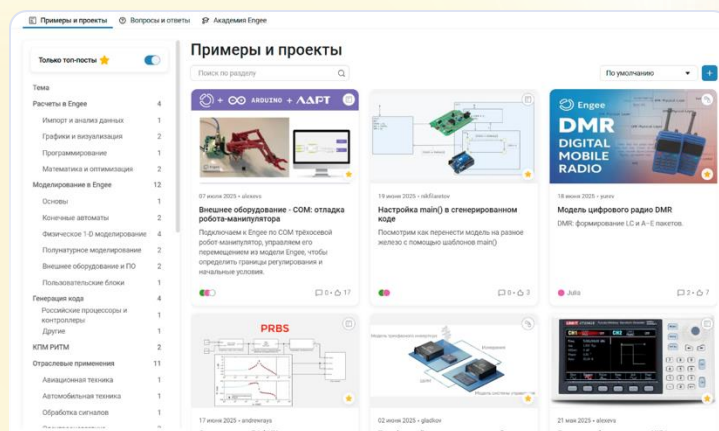 Примеры и проекты
Вопросы и ответы
Академия Engee
Только топ-посты
Тема
Расчеты в Engee 4
Импорт и анализ данных 1
Графики и визуализация 2
Программирование 1
Математика и оптимизация 2
Моделирование в Engee 12
Основы 1
Конечные автоматы 2
Физическое 1-D моделирование 4
Полунатурное моделирование 2
Внешнее оборудование и ПО 2
Пользовательские блоки 1
Генерация кода 4
Российские процессоры и
контроллеры 1
Другие 1
КПМ РИТМ 2
Отраслевые применения 11
Авиационная техника 1
Автомобильная техника 1
Обработка сигналов 1
Примеры и проекты
Поиск по разделу
По умолчанию
+
+ ARDUINO +
07 июля 2025 • alexevs
Внешнее оборудование - COM: отладка
робота-манипулятора
Подключаем к Engee по COM трёхосевой
робот-манипулятор, управляем его
перемещением из модели Engee, чтобы
определить границы регулирования и
начальные условия.
0 • 17
19 июня 2025 • nikfilaretov
Настройка main() в сгенерированном
коде
Посмотрим как перенести модель на разное
железо с помощью шаблонов main()
0 • 3
Engee
DMR
DIGITAL
MOBILE
RADIO
18 июня 2025 • yurev
Модель цифрового радио DMR
DMR: формирование LC и A–E пакетов.
Julia
2 • 7
PRBS
17 июня 2025 • andrewrays
02 июня 2025 • gladkov
CH1
CH2
21 мая 2025 • alexevs